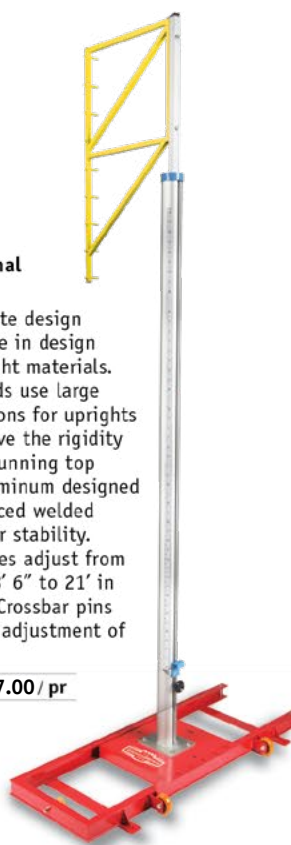 nal
te design
e in design
ht materials.
ds use large
ons for uprights
ve the rigidity
unning top
minum designed
ced welded
r stability.
es adjust from
' 6" to 21' in
Crossbar pins
adjustment of
7.00/ pr